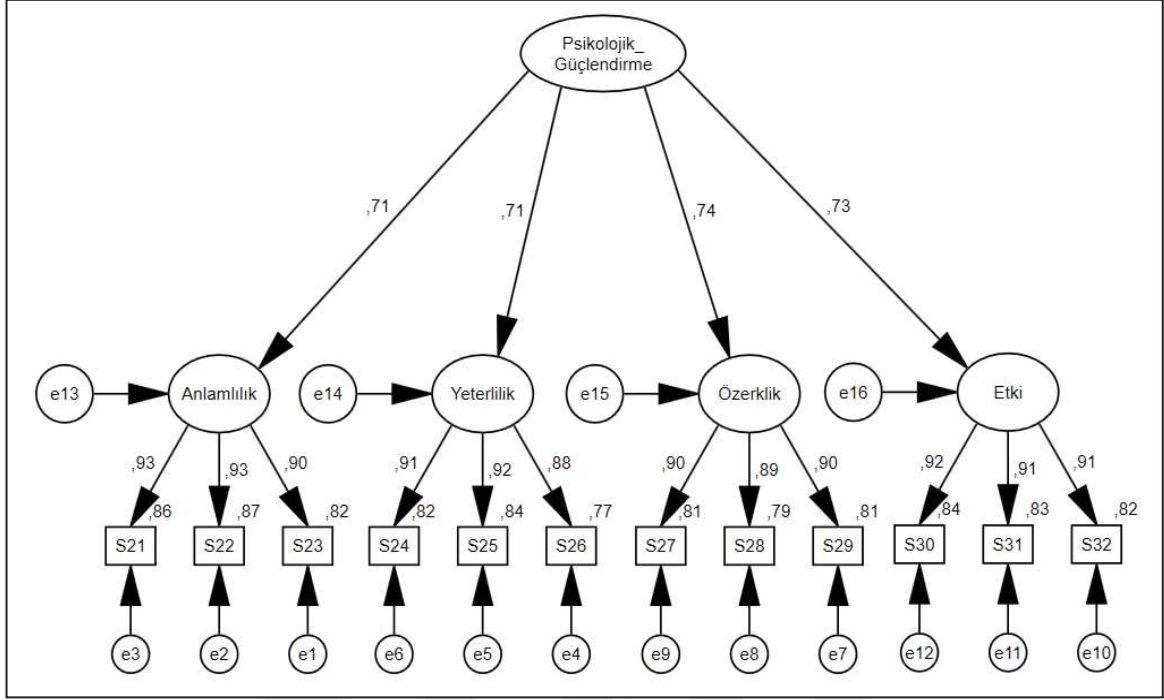 Psikolojik_
Güçlendirme
,71 ,71 ,74 ,73
e13 Anlamlılık e14 Yeterlilik e15 Özerklik e16 Etki
,93 ,93 ,90 ,91 ,92 ,88 ,90 ,89 ,90 ,92 ,91 ,91
,86 ,87 ,82 ,82 ,84 ,77 ,81 ,79 ,81 ,84 ,83 ,82
S21 S22 S23 S24 S25 S26 S27 S28 S29 S30 S31 S32
e3 e2 e1 e6 e5 e4 e9 e8 e7 e12 e11 e10